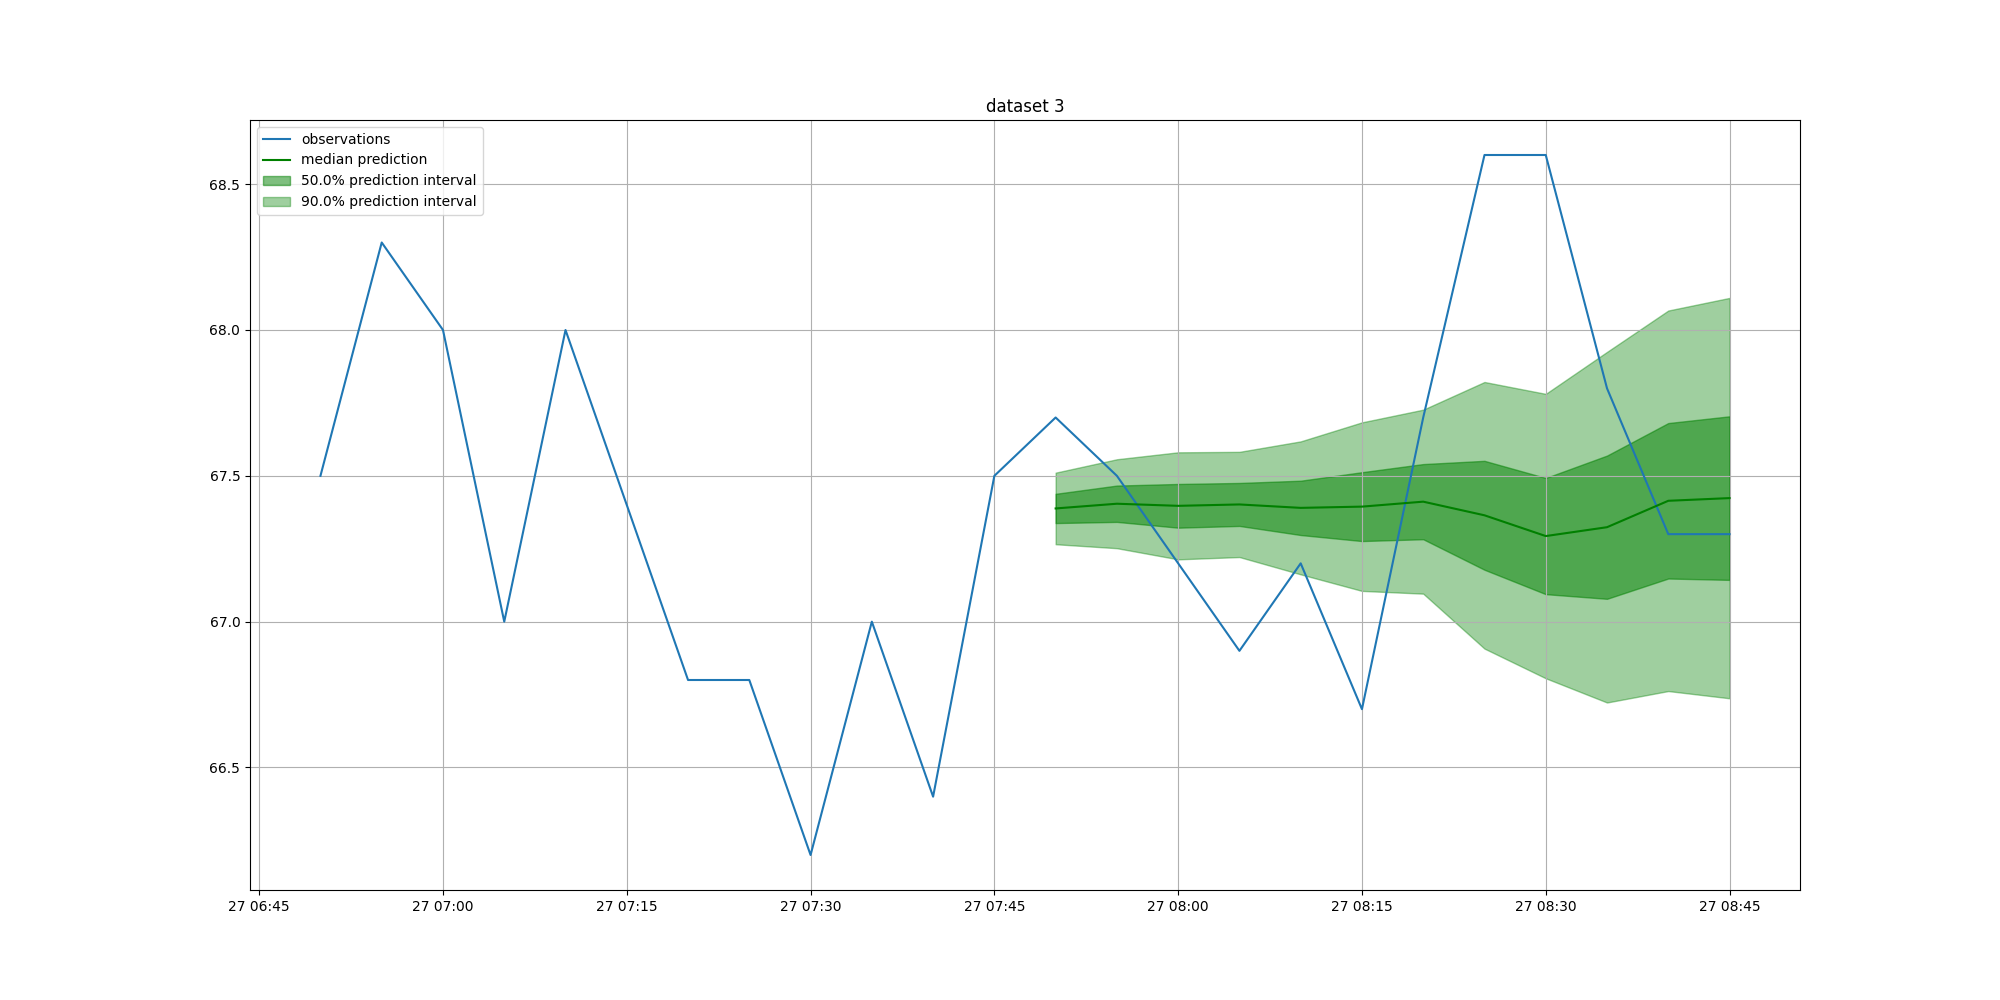 dataset 3
observations
median prediction
50.0% prediction interval
90.0% prediction interval
68.5
68.0
67.5
67.0
66.5
27 06:45 27 07:00 27 07:15 27 07:30 27 07:45 27 08:00 27 08:15 27 08:30 27 08:45